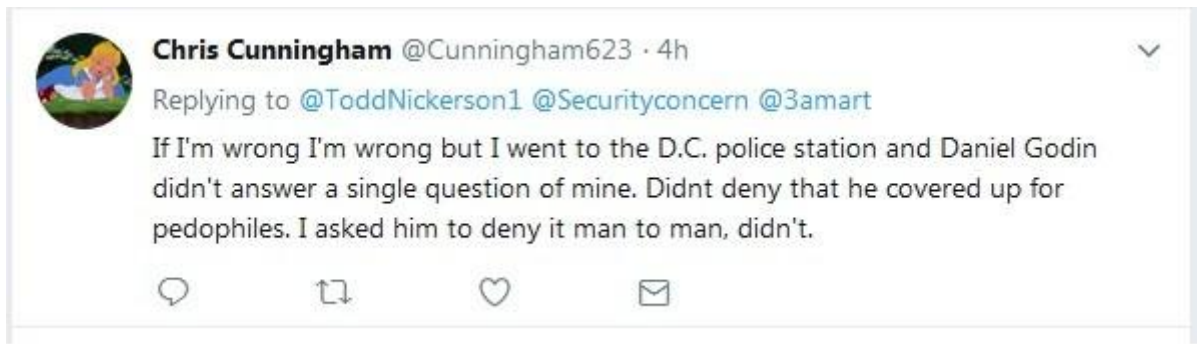 Chris Cunningham @Cunningham623 · 4h
Replying to @ToddNickerson1 @Securityconcern @3amart
If I'm wrong I'm wrong but I went to the D.C. police station and Daniel Godin
didn't answer a single question of mine. Didnt deny that he covered up for
pedophiles. I asked him to deny it man to man, didn't.